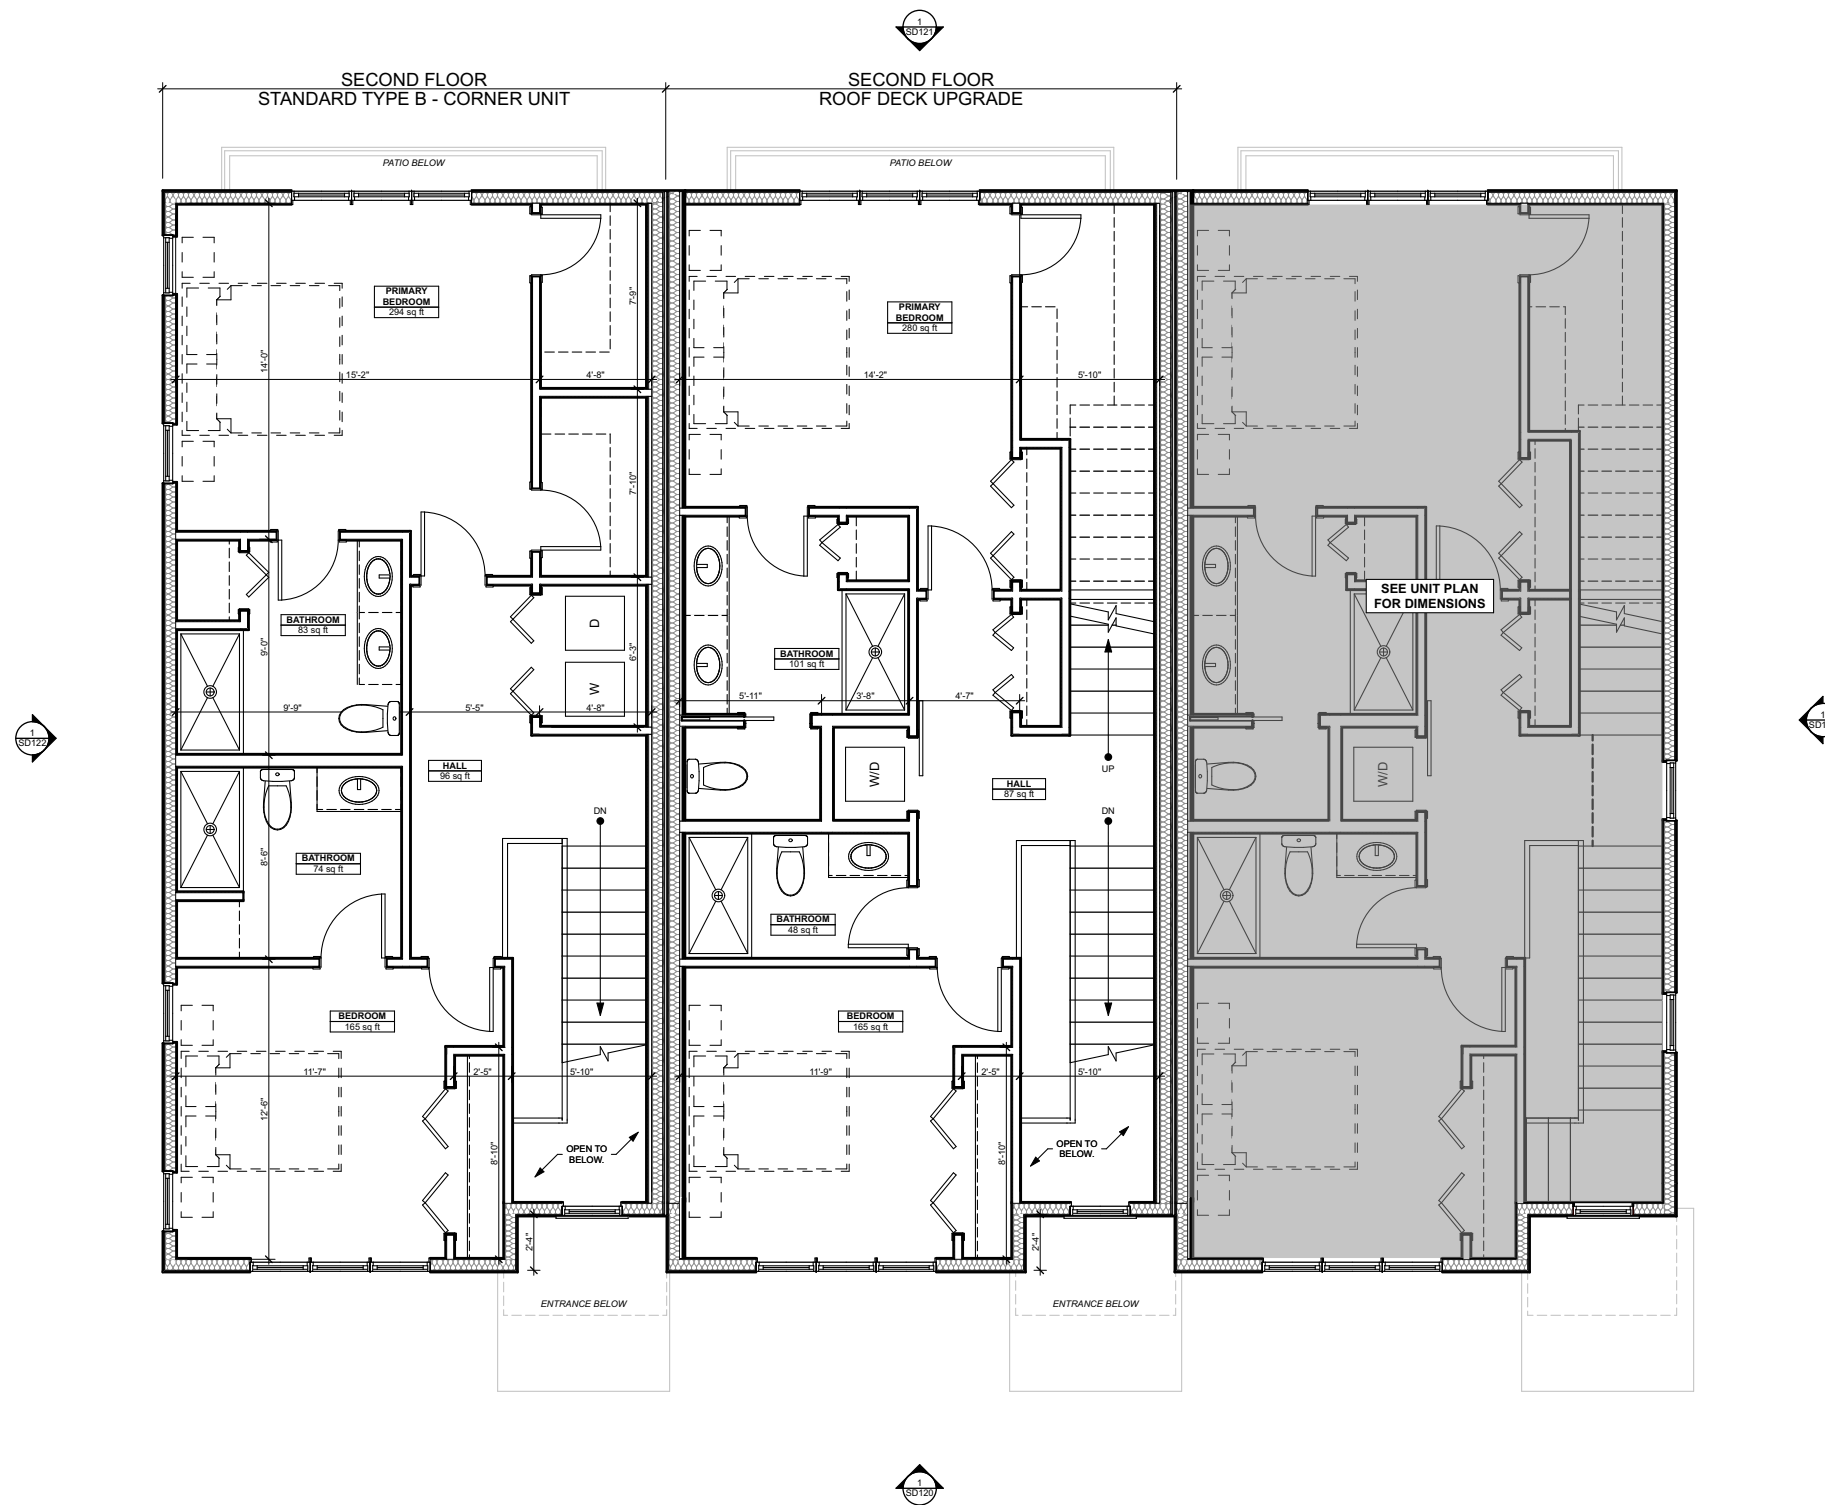 1
SD121
SECOND FLOOR
STANDARD TYPE B - CORNER UNIT
SECOND FLOOR
ROOF DECK UPGRADE
PATIO BELOW
PATIO BELOW
PRIMARY
BEDROOM
294 sq ft
7'-9"
14'-0"
15'-2"
4'-8"
7'-10"
PRIMARY
BEDROOM
280 sq ft
14'-2"
5'-10"
BATHROOM
83 sq ft
9'-0"
D
W
6'-3"
9'-9"
5'-5"
4'-8"
BATHROOM
101 sq ft
5'-11"
3'-8"
4'-7"
SEE UNIT PLAN
FOR DIMENSIONS
1
SD122
HALL
96 sq ft
W/D
HALL
87 sq ft
UP
W/D
1
DN
DN
BATHROOM
74 sq ft
8'-6"
BATHROOM
48 sq ft
BEDROOM
165 sq ft
BEDROOM
165 sq ft
11'-7"
2'-5"
5'-10"
11'-9"
2'-5"
5'-10"
12'-6"
8'-10"
OPEN TO
BELOW.
8'-10"
OPEN TO
BELOW.
2'-4"
2'-4"
ENTRANCE BELOW
ENTRANCE BELOW
1
SD120